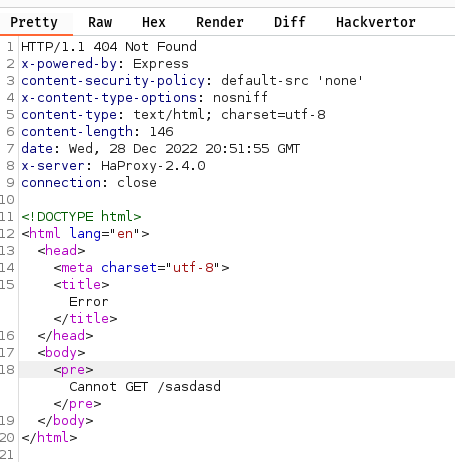 Pretty Raw Hex Render Diff Hackvertor
1 HTTP/1.1 404 Not Found
2 x-powered-by: Express
3 content-security-policy: default-src 'none'
4 x-content-type-options: nosniff
5 content-type: text/html; charset=utf-8
6 content-length: 146
7 date: Wed, 28 Dec 2022 20:51:55 GMT
8 x-server: HaProxy-2.4.0
9 connection: close
10
11 <!DOCTYPE html>
12 <html lang="en">
13 <head>
14 <meta charset="utf-8">
15 <title>
Error
</title>
16 </head>
17 <body>
18 <pre>
Cannot GET /sasdasd
</pre>
19 </body>
20 </html>
21